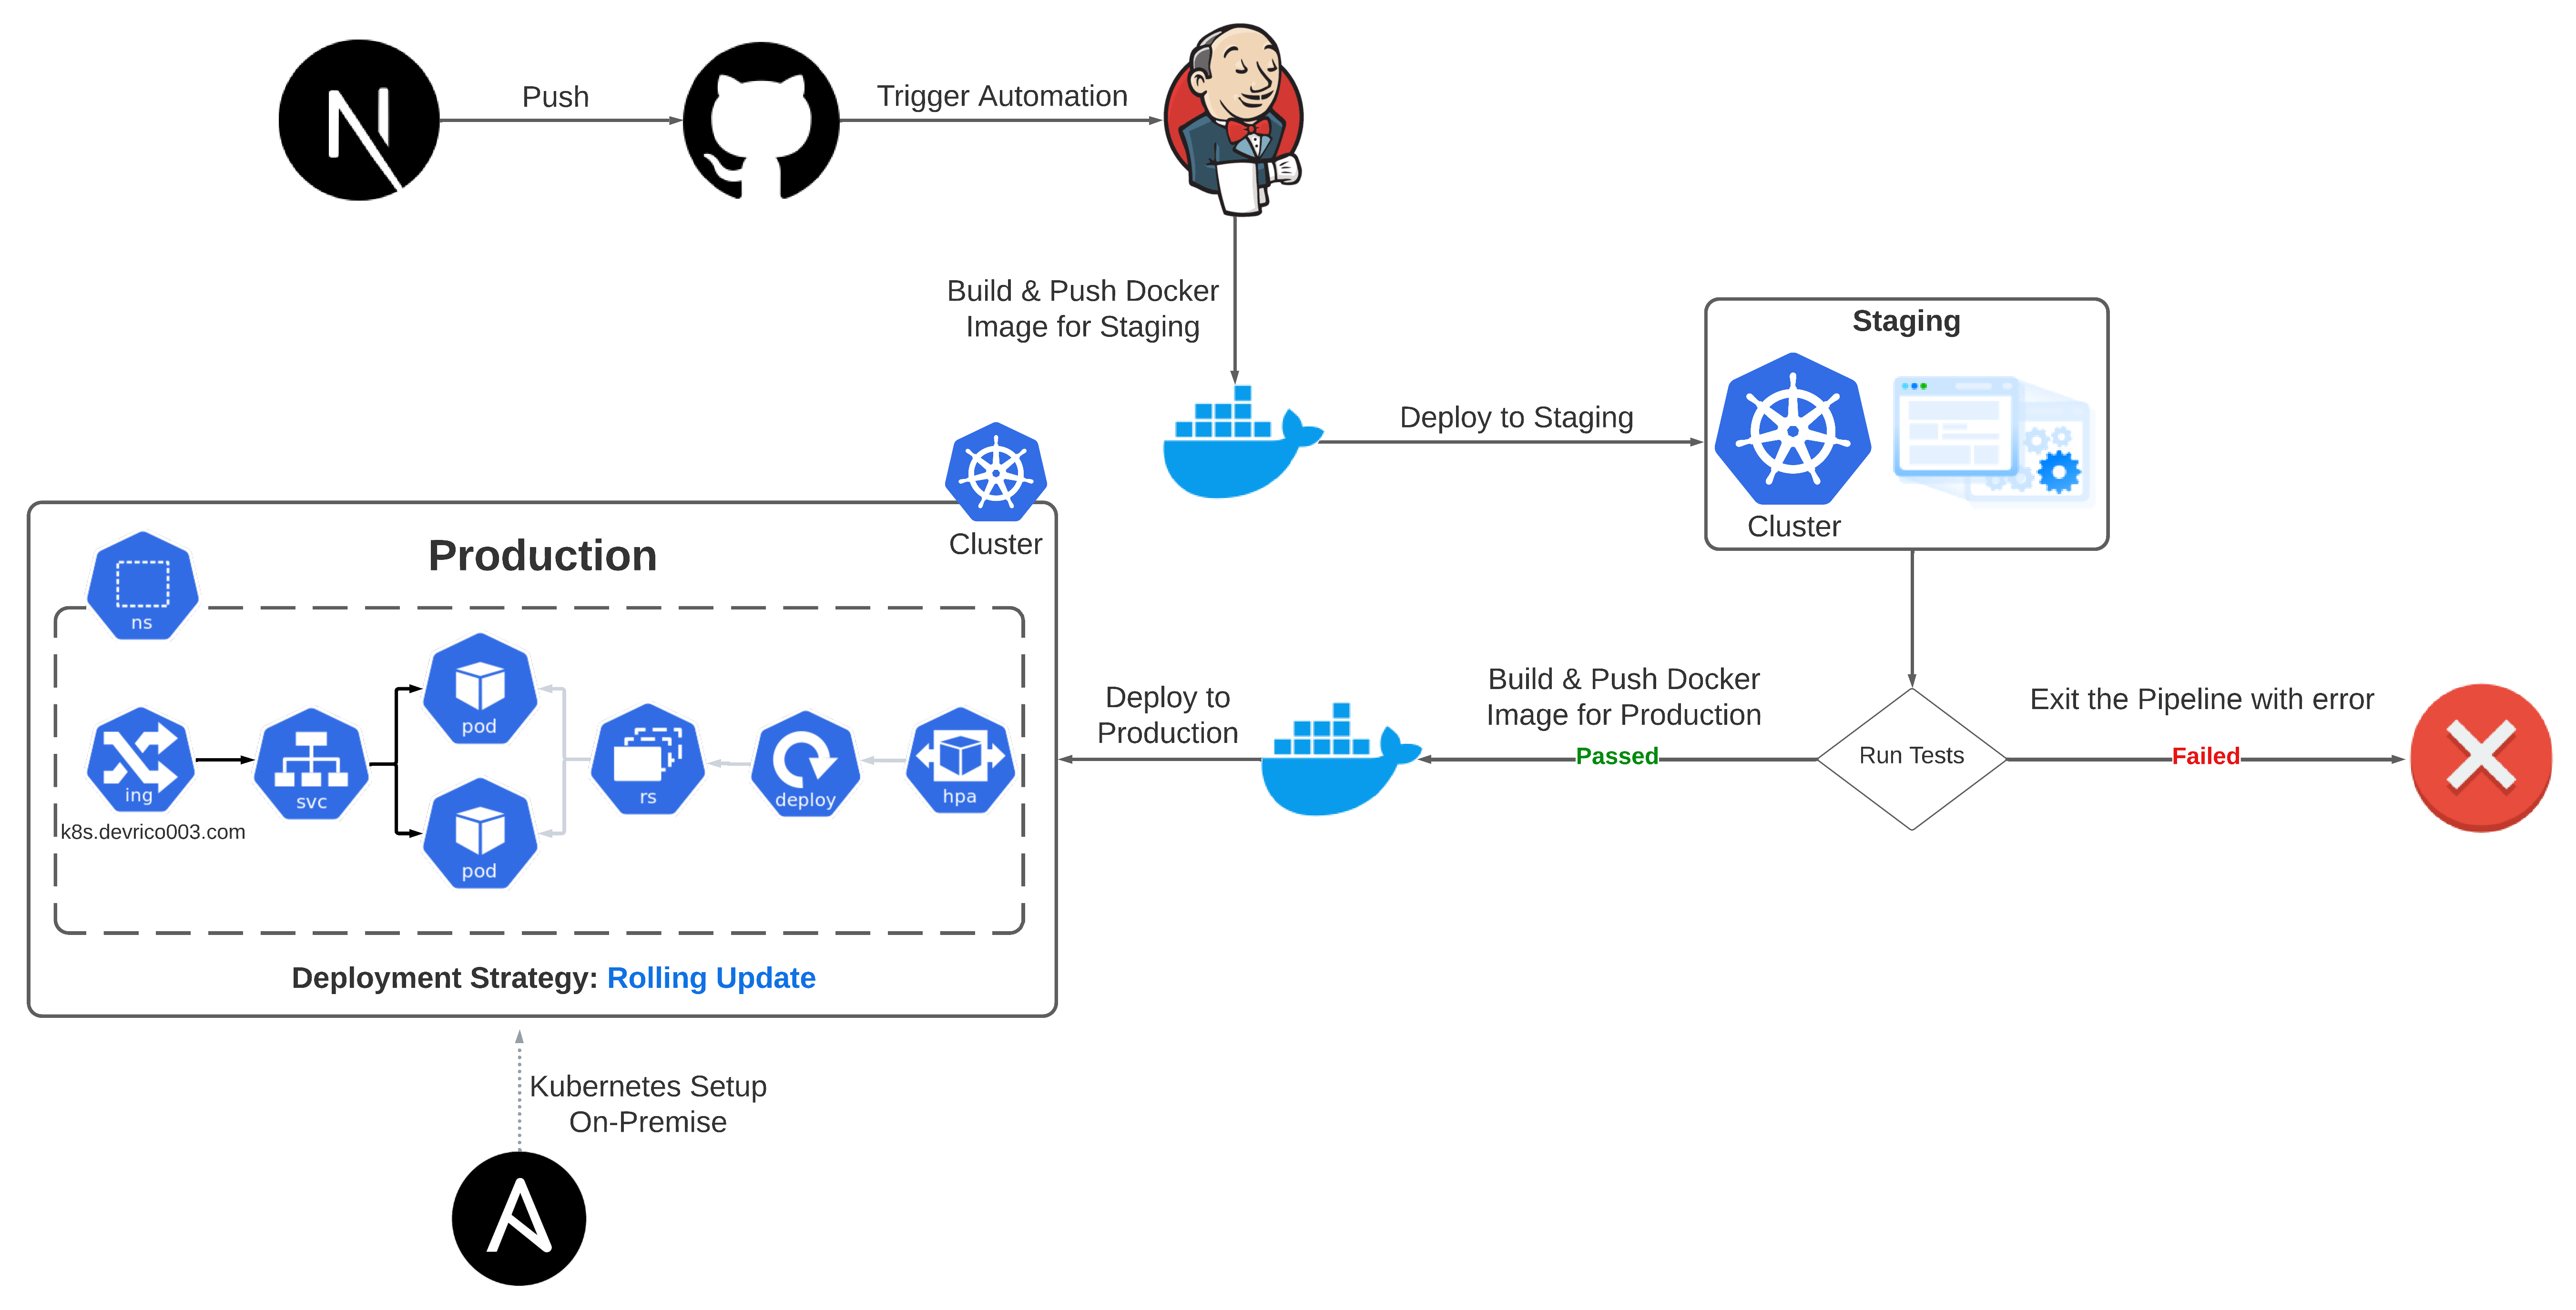 Push
Trigger Automation
Build & Push Docker
Image for Staging
Deploy to Staging
Staging
Cluster
Cluster
Production
ns
pod
ing
k8s.devrico003.com
svc
pod
rs
deploy
hpa
Deployment Strategy: Rolling Update
Deploy to
Production
Build & Push Docker
Image for Production
Passed
Run Tests
Exit the Pipeline with error
Failed
Kubernetes Setup
On-Premise